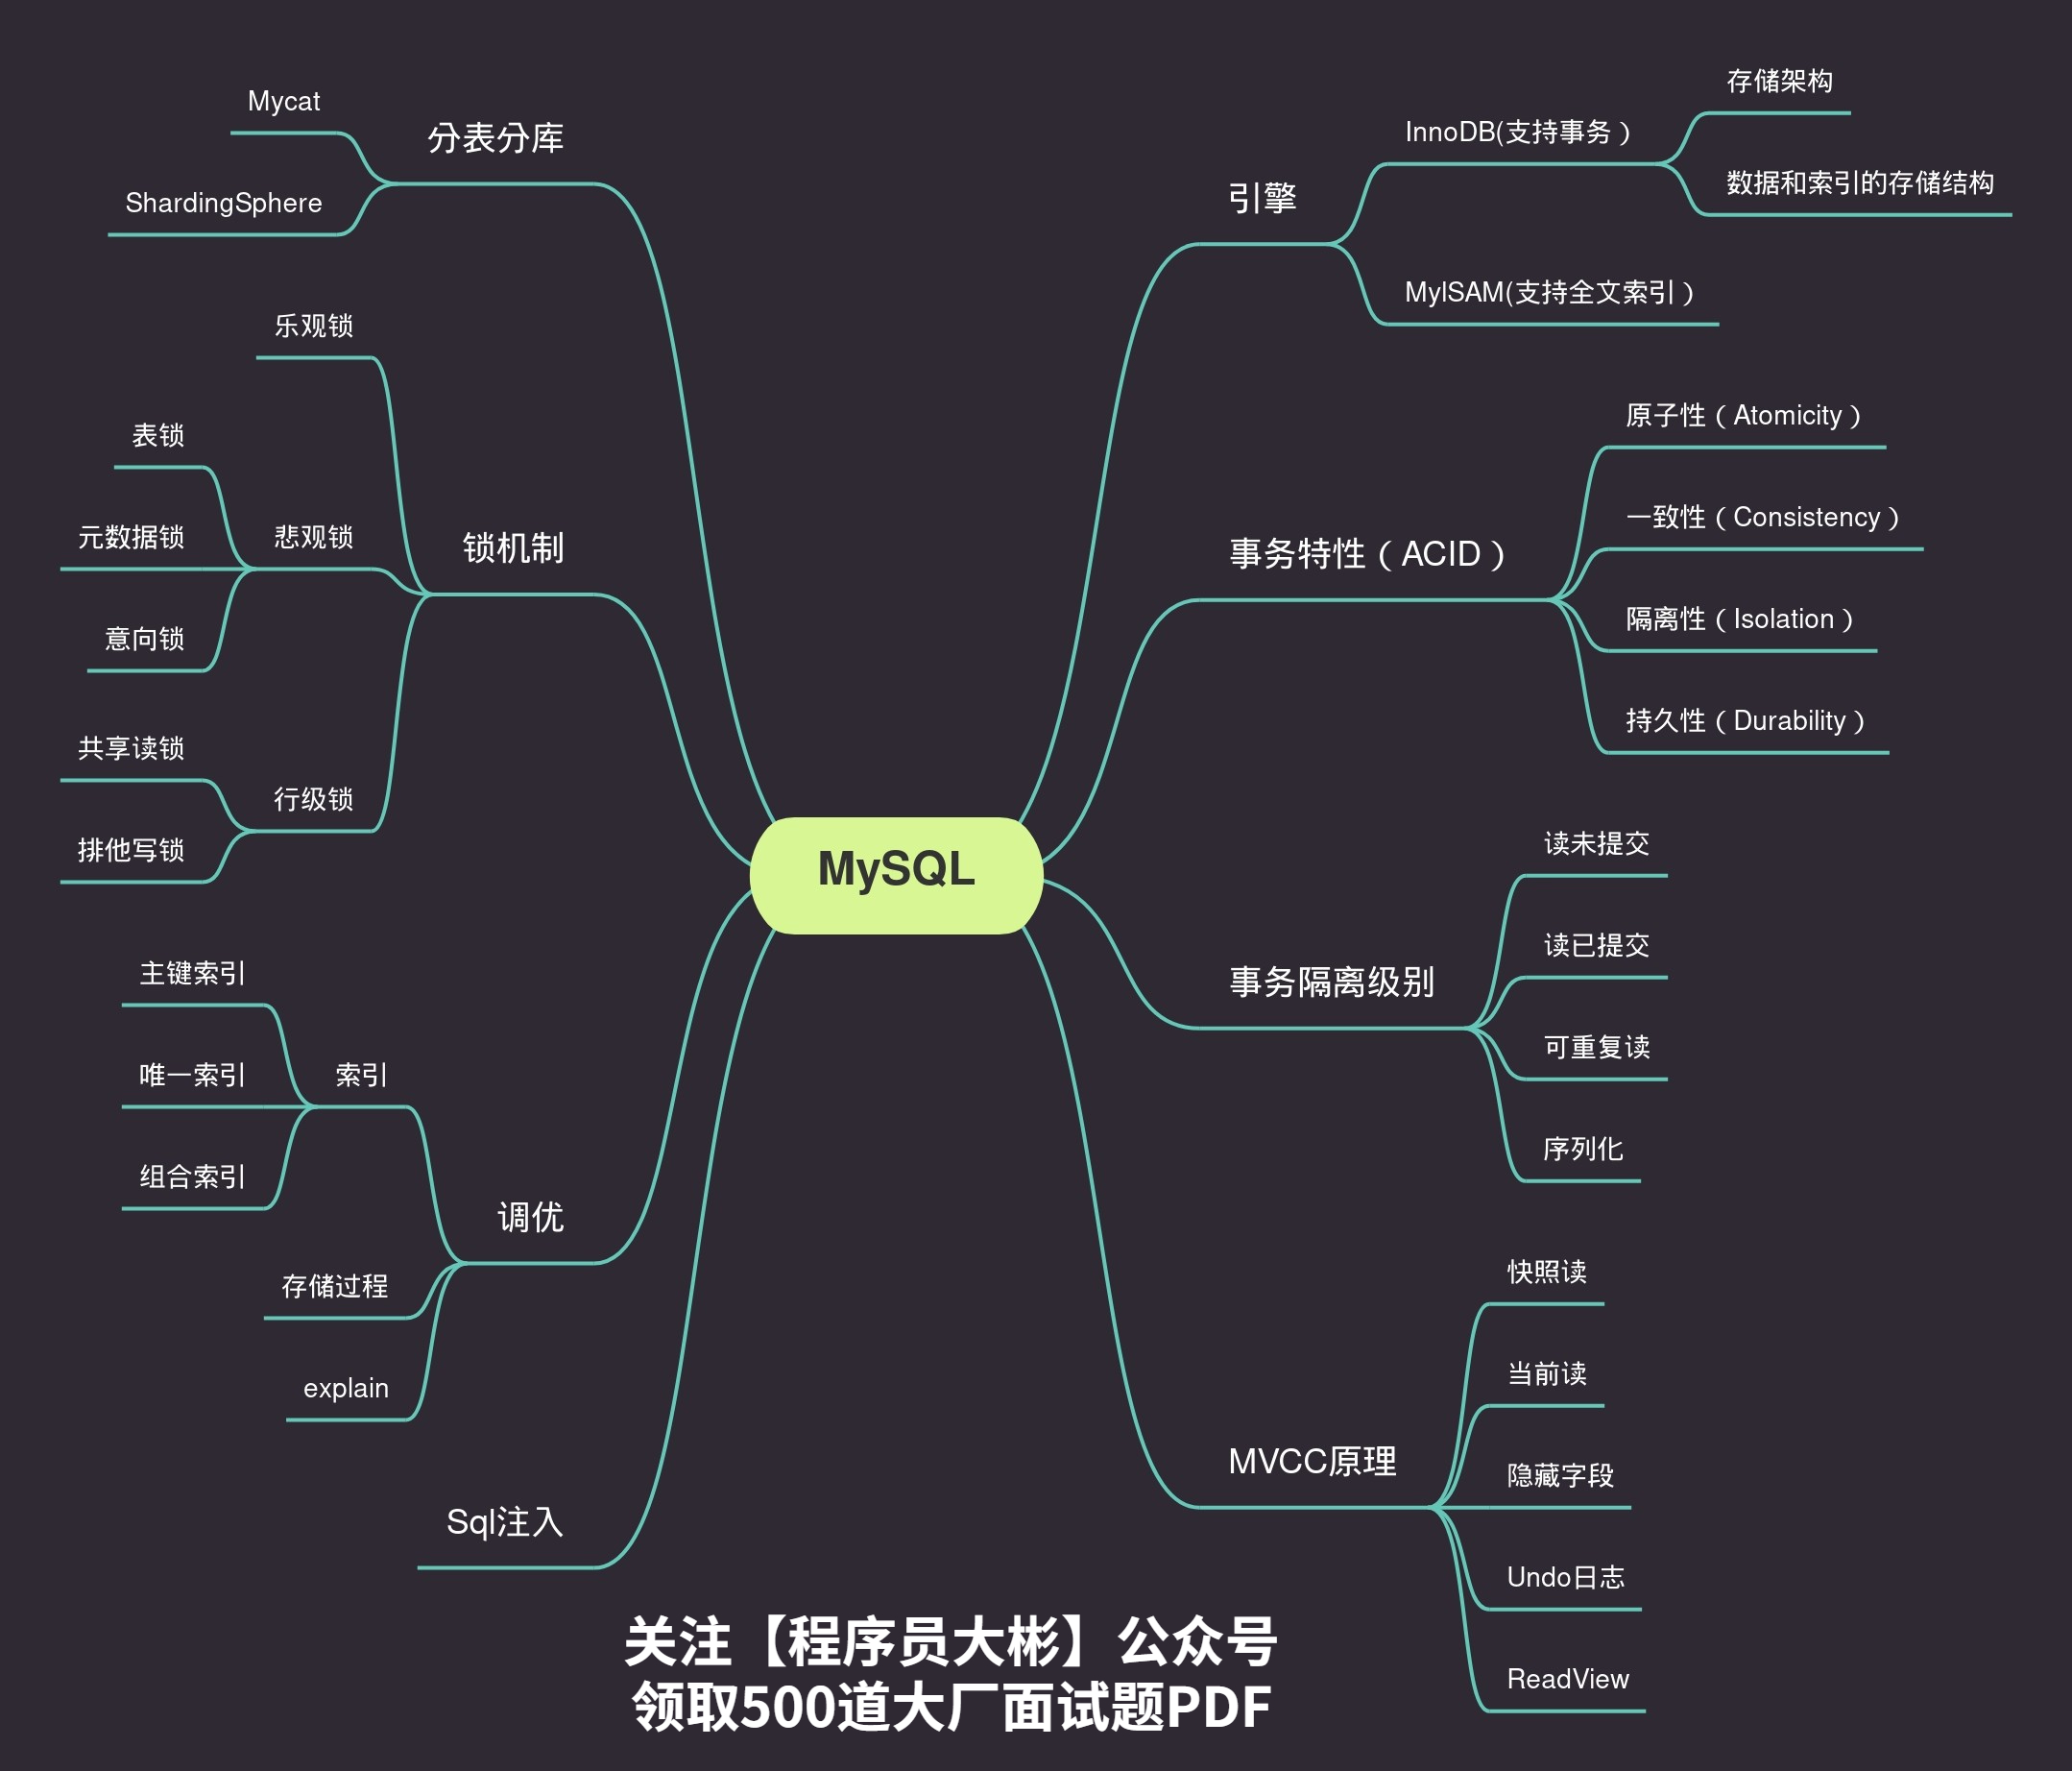 MySQL
分表分库
Mycat
ShardingSphere
锁机制
乐观锁
悲观锁
表锁
元数据锁
意向锁
行级锁
共享读锁
排他写锁
调优
索引
主键索引
唯一索引
组合索引
存储过程
explain
Sql注入
引擎
InnoDB(支持事务）
存储架构
数据和索引的存储结构
MyISAM(支持全文索引）
事务特性（ACID）
原子性（Atomicity）
一致性（Consistency）
隔离性（Isolation）
持久性（Durability）
事务隔离级别
读未提交
读已提交
可重复读
序列化
MVCC原理
快照读
当前读
隐藏字段
Undo日志
ReadView
关注【程序员大彬】公众号
领取500道大厂面试题PDF